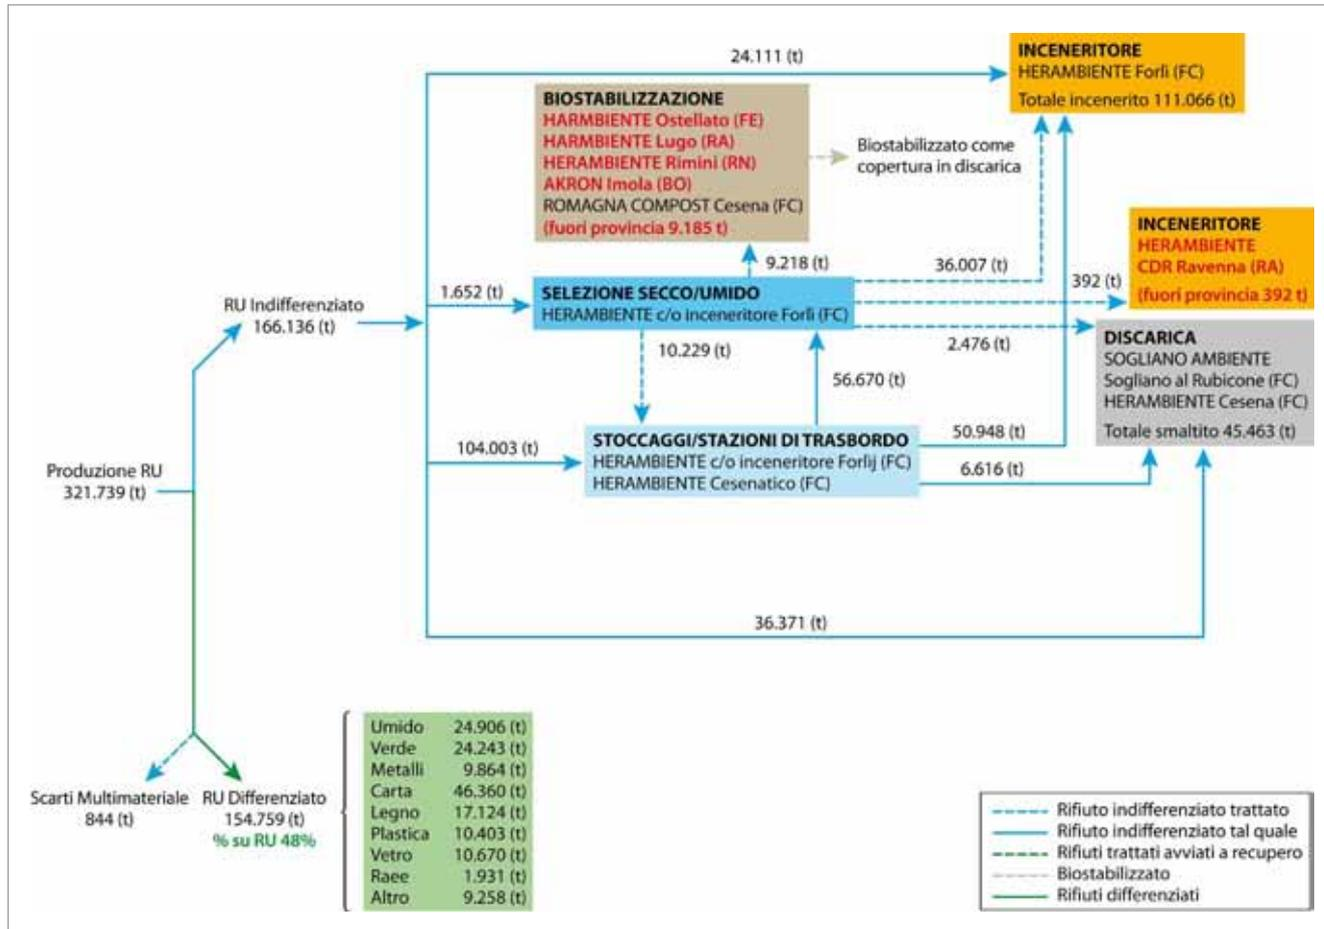 24.111 (t)
INCENERITORE
HERAMBIENTE Forlì (FC)
Totale incenerito 111.066 (t)
BIOSTABILIZZAZIONE
HARMBIENTE Ostellato (FE)
HARMBIENTE Lugo (RA)
HERAMBIENTE Rimini (RN)
AKRON Imola (BO)
ROMAGNA COMPOST Cesena (FC)
(fuori provincia 9.185 t)
Biostabilizzato come
copertura in discarica
INCENERITORE
HERAMBIENTE
CDR Ravenna (RA)
(fuori provincia 392 t)
9.218 (t)
36.007 (t)
392 (t)
1.652 (t)
SELEZIONE SECCO/UMIDO
HERAMBIENTE c/o inceneritore Forlì (FC)
RU Indifferenziato
166.136 (t)
10.229 (t)
2.476 (t)
56.670 (t)
DISCARICA
SOGLIANO AMBIENTE
Sogliano al Rubicone (FC)
HERAMBIENTE Cesena (FC)
Totale smaltito 45.463 (t)
104.003 (t)
STOCCAGGI/STAZIONI DI TRASBORDO
HERAMBIENTE c/o inceneritore Forlij (FC)
HERAMBIENTE Cesenatico (FC)
50.948 (t)
6.616 (t)
Produzione RU
321.739 (t)
36.371 (t)
Scarti Multimateriale
844 (t)
RU Differenziato
154.759 (t)
% su RU 48%
Umido 24.906 (t)
Verde 24.243 (t)
Metalli 9.864 (t)
Carta 46.360 (t)
Legno 17.124 (t)
Plastica 10.403 (t)
Vetro 10.670 (t)
Raee 1.931 (t)
Altro 9.258 (t)
Rifiuto indifferenziato trattato
Rifiuto indifferenziato tal quale
Rifiuti trattati avviati a recupero
Biostabilizzato
Rifiuti differenziati